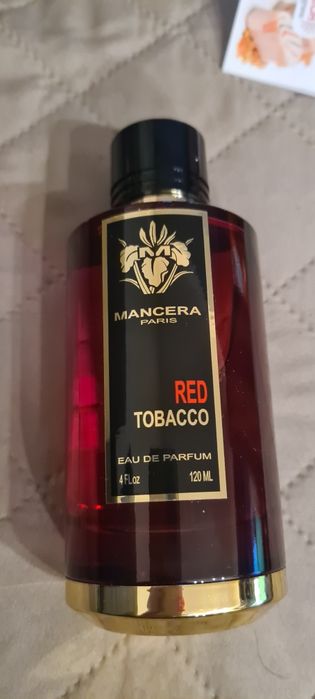 MANCERA
PARIS
RED
TOBACCO
EAU DE PARFUM
4 FL oz 120 ML